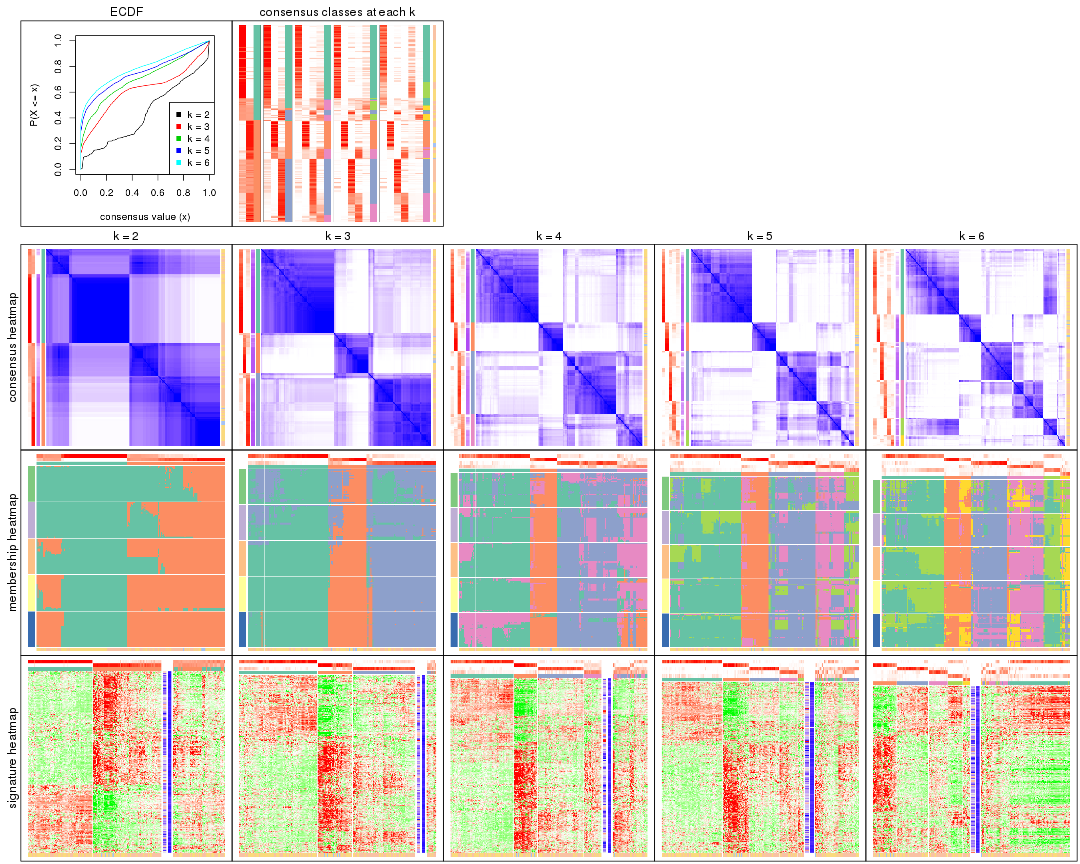 ECDF
consensus classes at each k
P(X <= x)
1.0
0.8
0.6
0.4
0.2
0.0
k = 2
k = 3
k = 4
k = 5
k = 6
0.0 0.2 0.4 0.6 0.8 1.0
consensus value (x)
k = 2
k = 3
k = 4
k = 5
k = 6
consensus heatmap
membership heatmap
signature heatmap